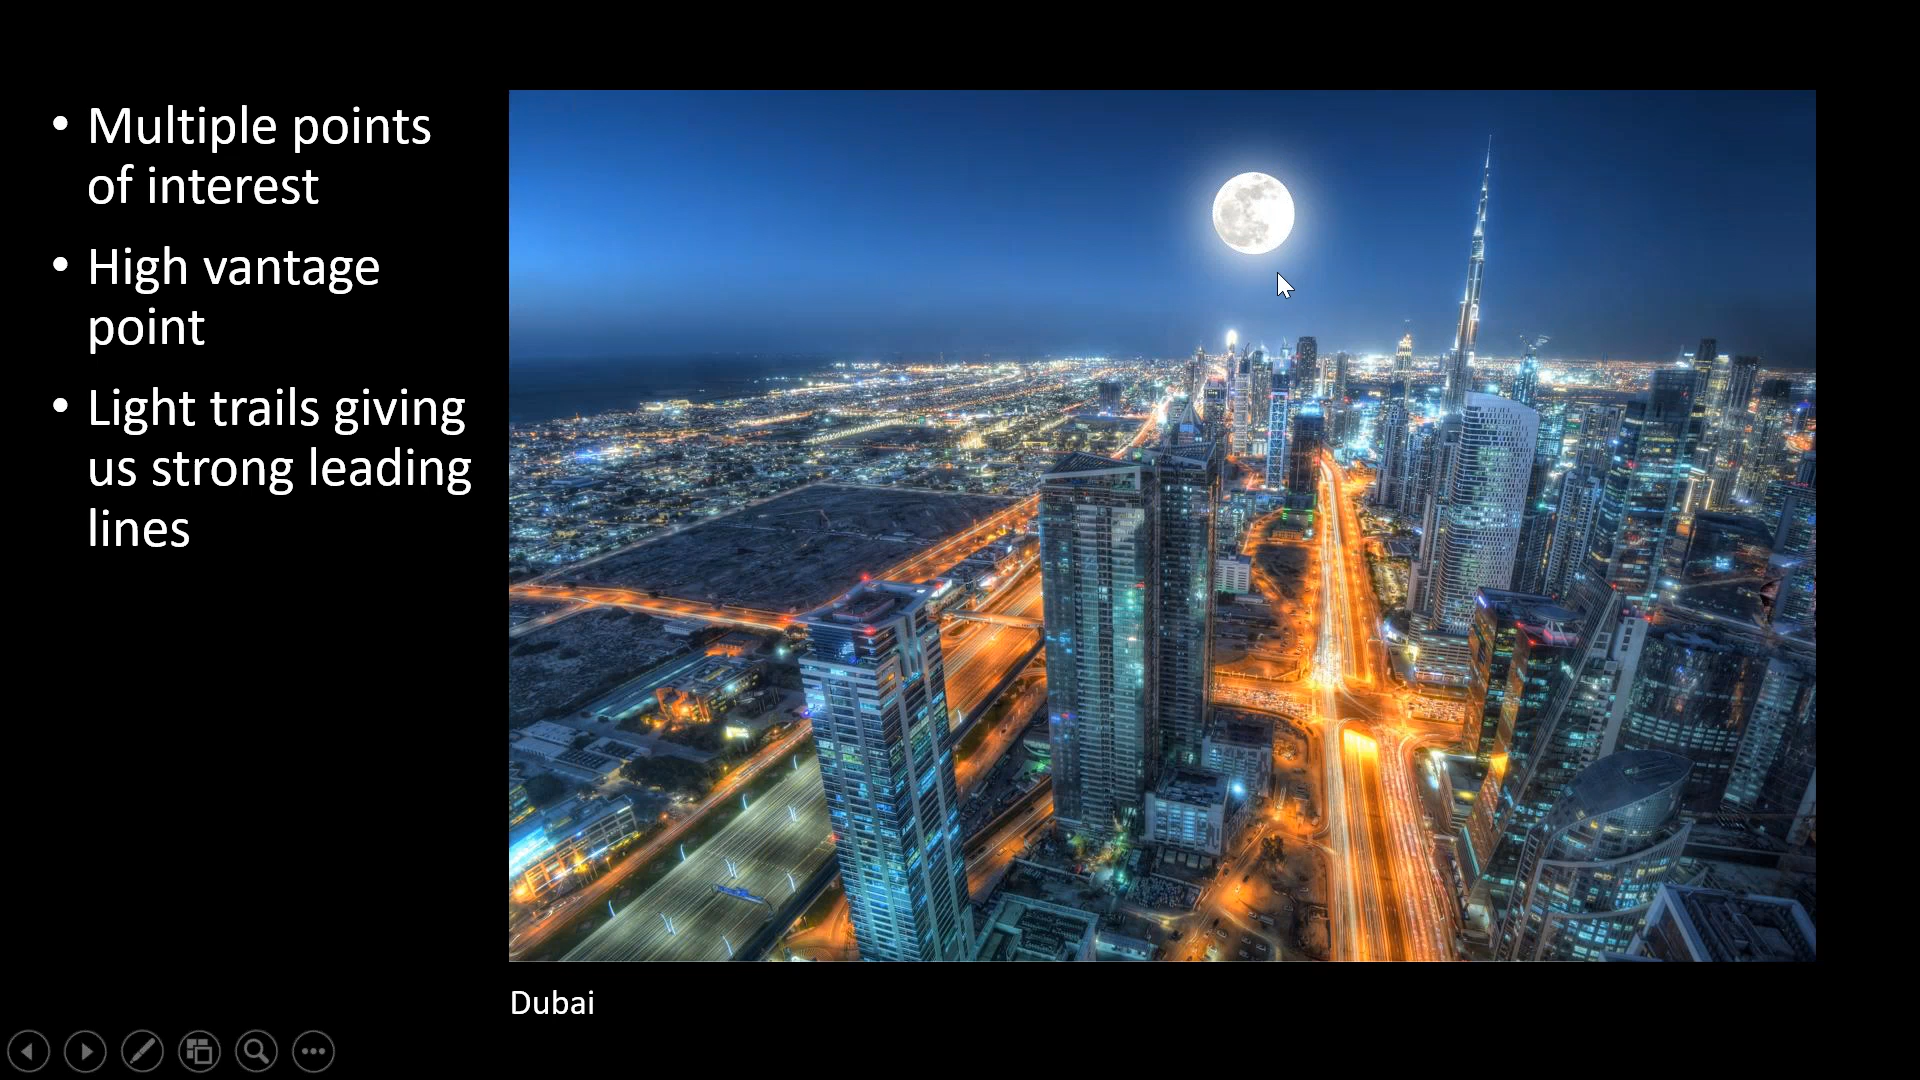 • Multiple points
of interest
• High vantage
point
• Light trails giving
us strong leading
lines
Dubai